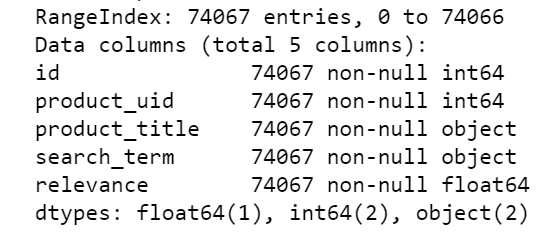 RangeIndex: 74067 entries, 0 to 74066
Data columns (total 5 columns):
id 74067 non-null int64
product_uid 74067 non-null int64
product_title 74067 non-null object
search_term 74067 non-null object
relevance 74067 non-null float64
dtypes: float64(1), int64(2), object(2)